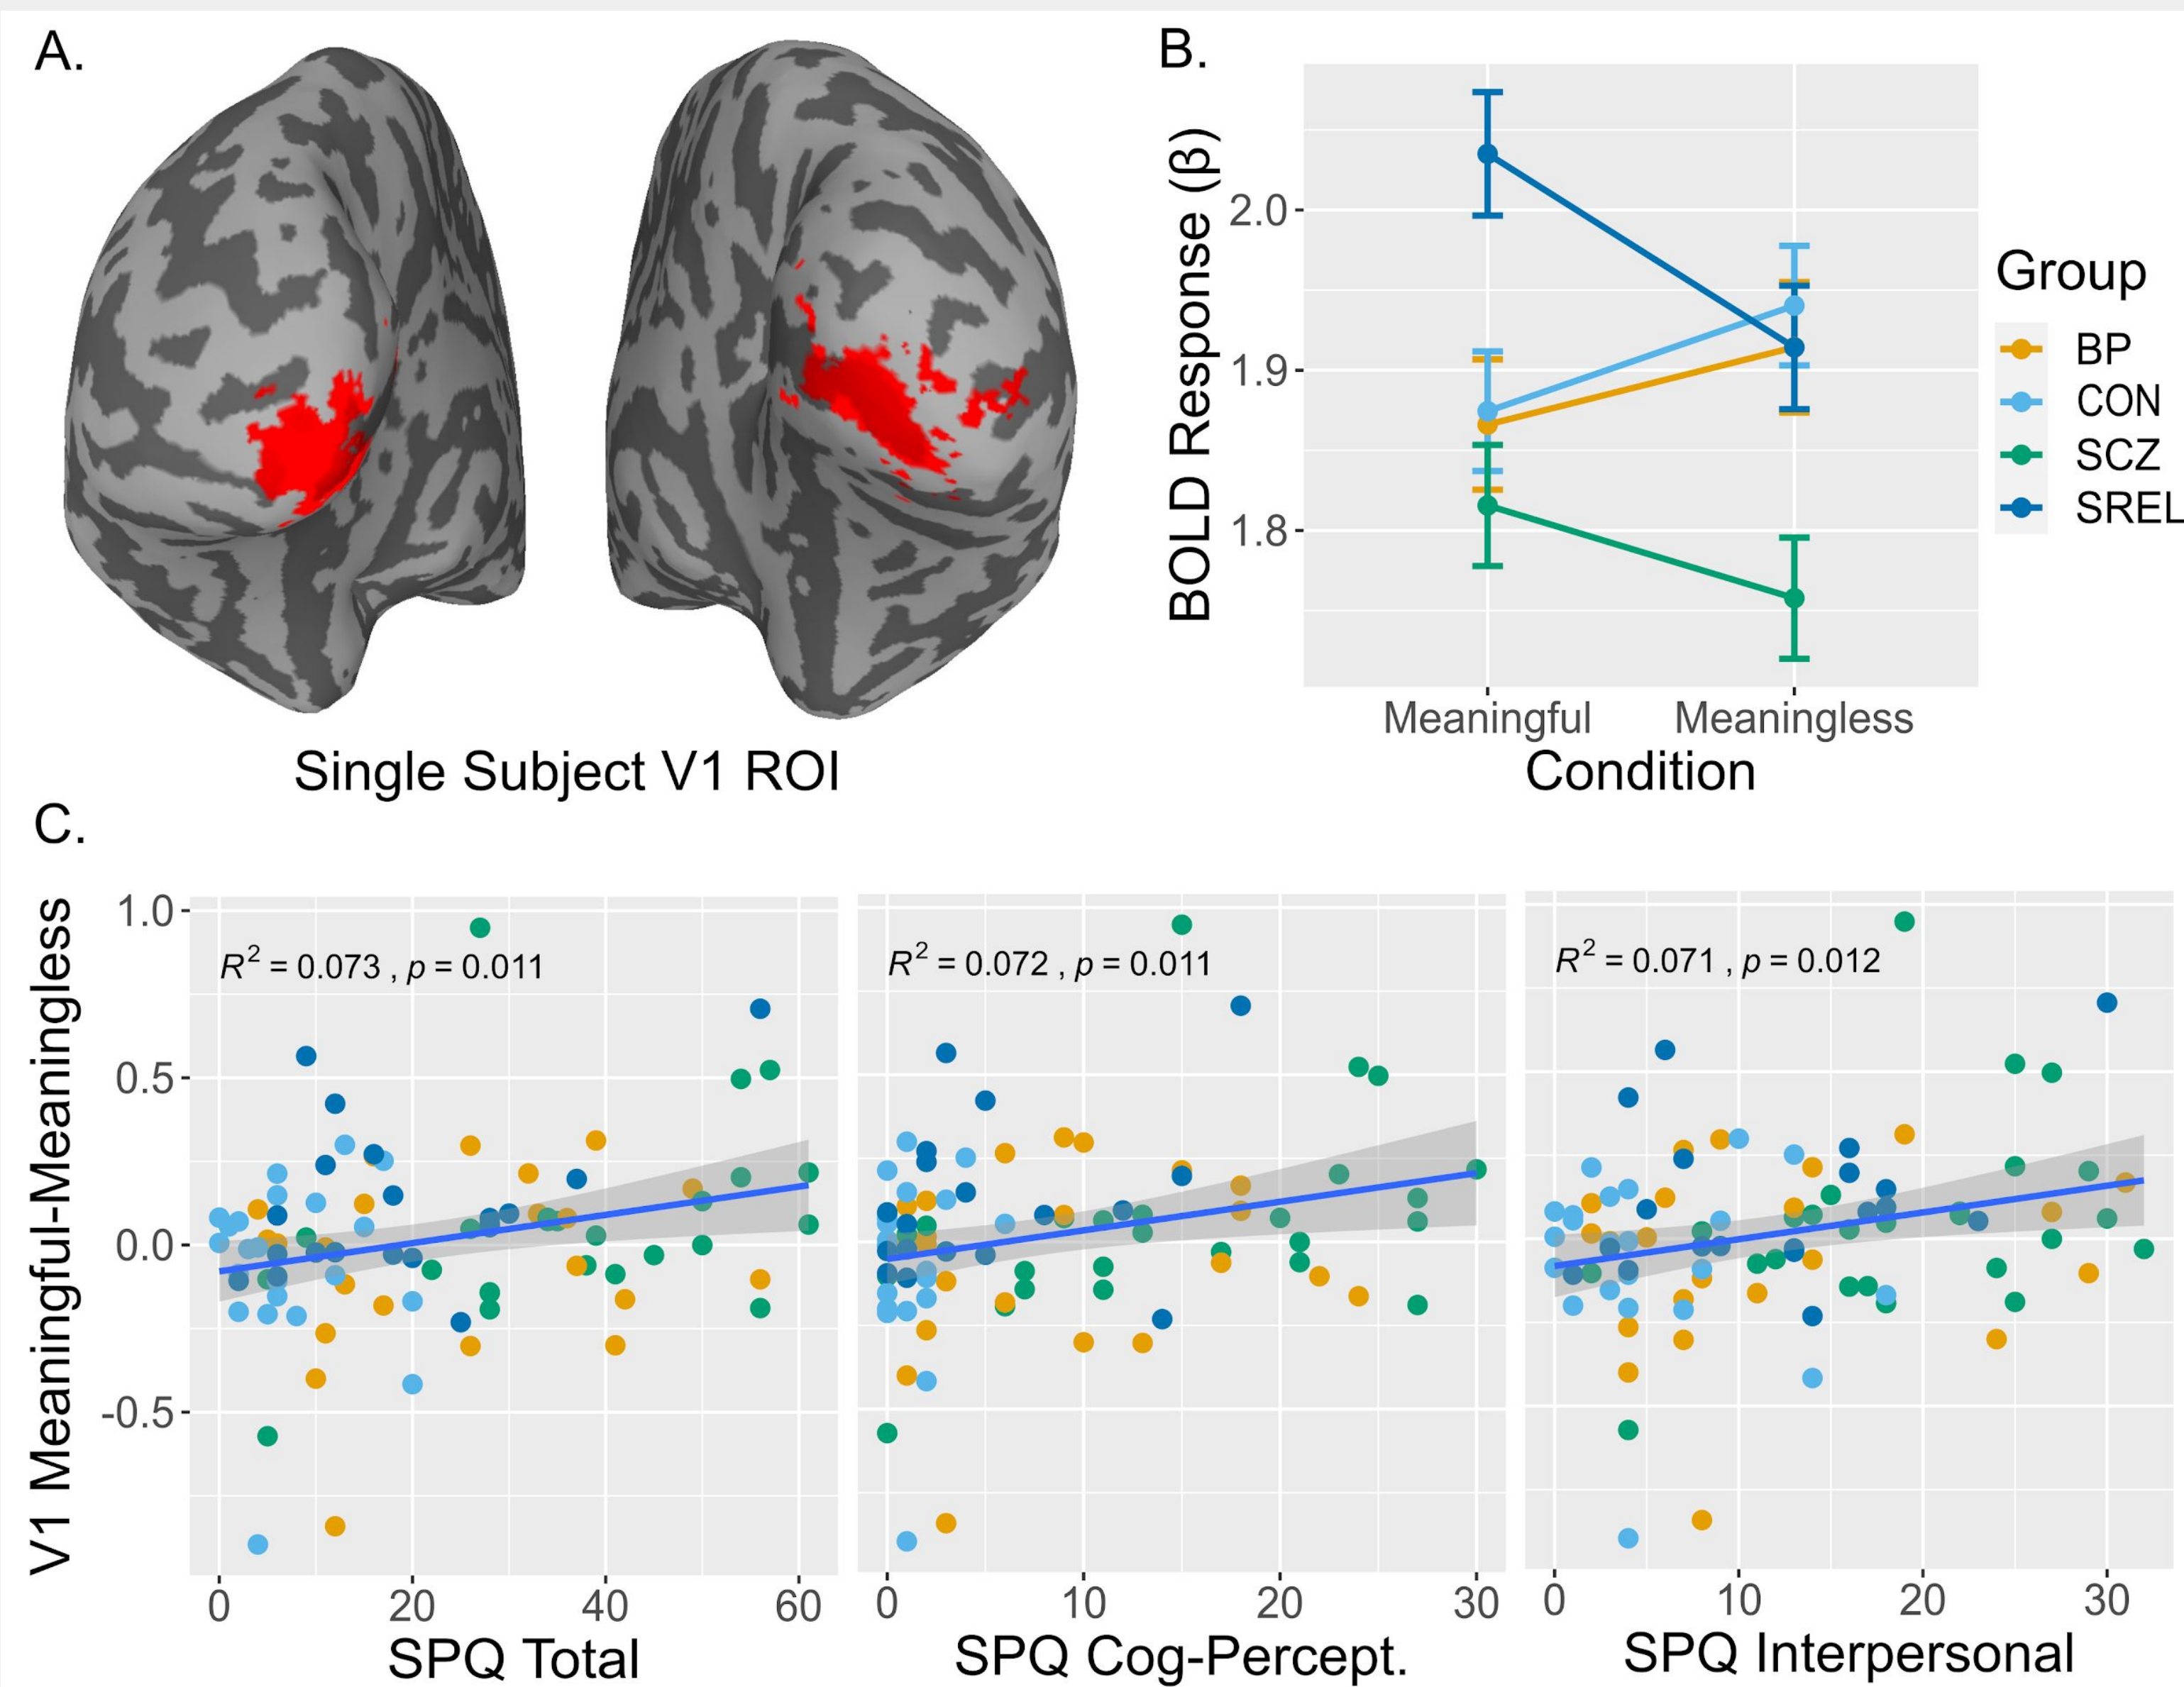 A.
B.
Single Subject V1 ROI
BOLD Response (β)
2.0
1.9
1.8
Meaningful Meaningless
Condition
Group
BP
CON
SCZ
SREL
C.
V1 Meaningful-Meaningless
1.0
0.5
0.0
-0.5
R² = 0.073 , p = 0.011
0 20 40 60
SPQ Total
R² = 0.072 , p = 0.011
0 10 20 30
SPQ Cog-Percept.
R² = 0.071 , p = 0.012
0 10 20 30
SPQ Interpersonal